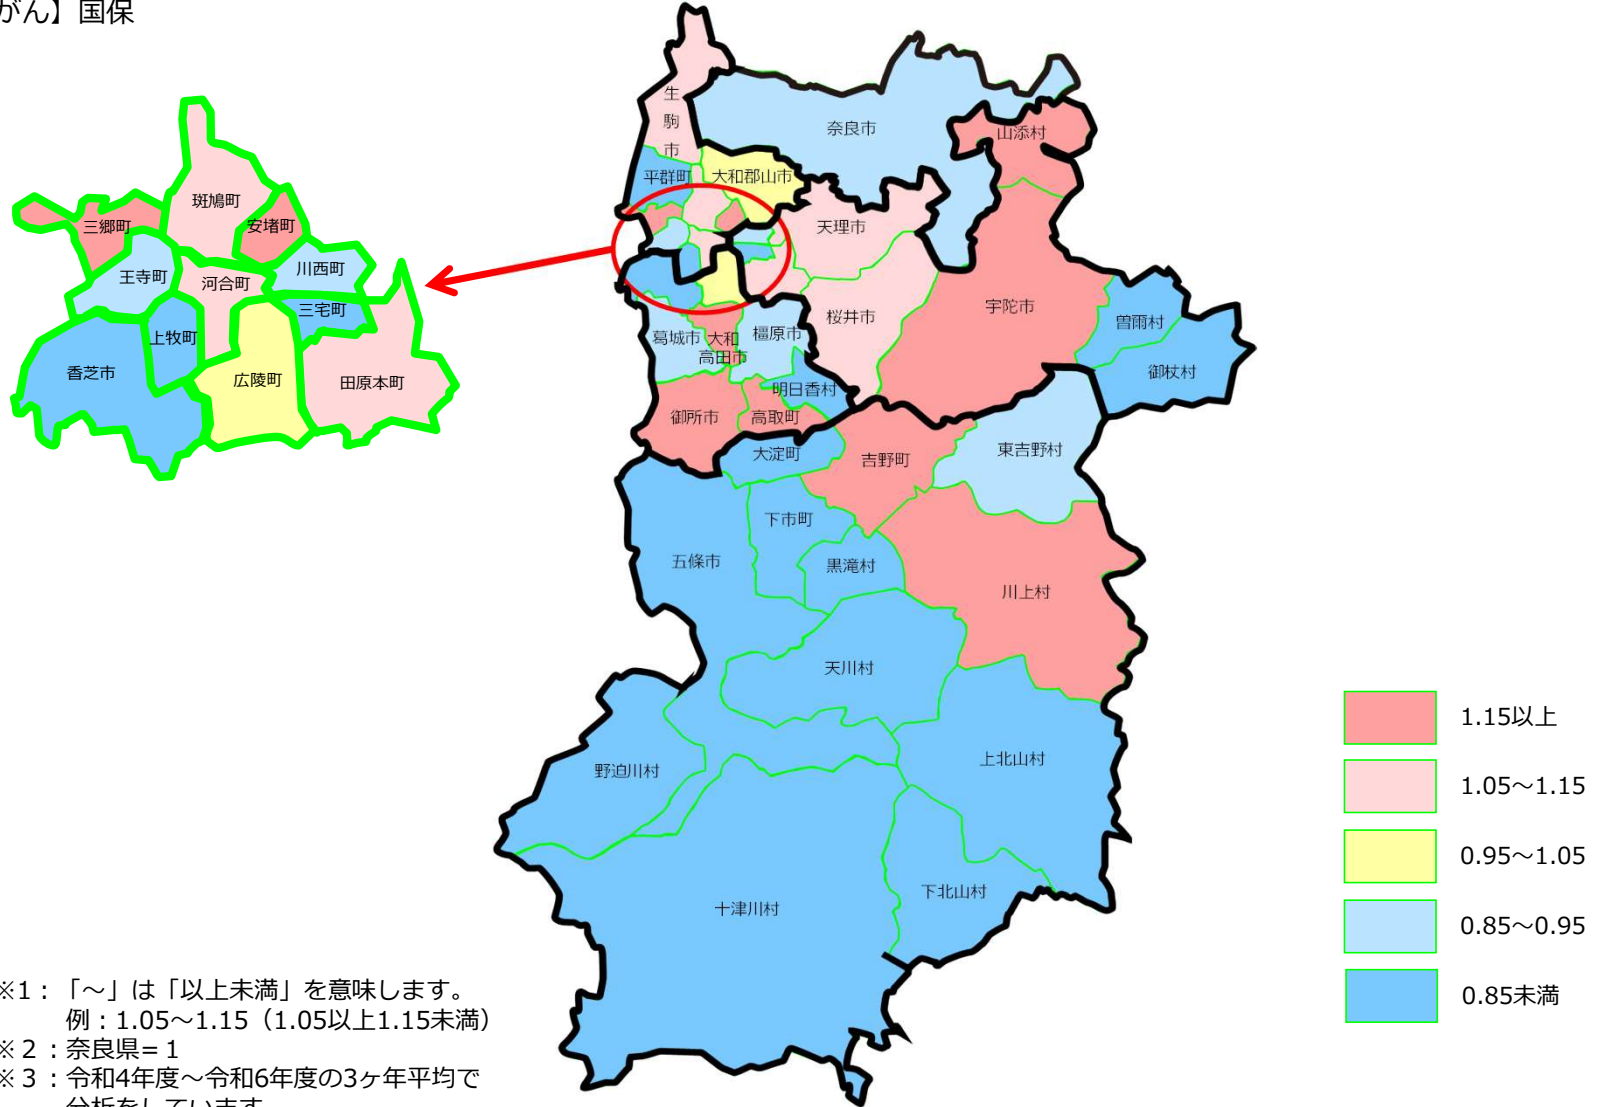 がん】国保
生駒市
奈良市
山添村
平群町
大和郡山市
天理市
宇陀市
桜井市
曽爾村
御杖村
葛城市
大和高田市
橿原市
明日香村
御所市
高取町
大淀町
吉野町
東吉野村
下市町
五條市
黒滝村
川上村
天川村
上北山村
野迫川村
下北山村
十津川村
斑鳩町
三郷町
安堵町
王寺町
河合町
川西町
三宅町
上牧町
香芝市
広陵町
田原本町
1.15以上
1.05～1.15
0.95～1.05
0.85～0.95
0.85未満
※1：「～」は「以上未満」を意味します。
例：1.05～1.15（1.05以上1.15未満）
※２：奈良県=１
※３：令和4年度～令和6年度の3ヶ年平均で
分析をしています